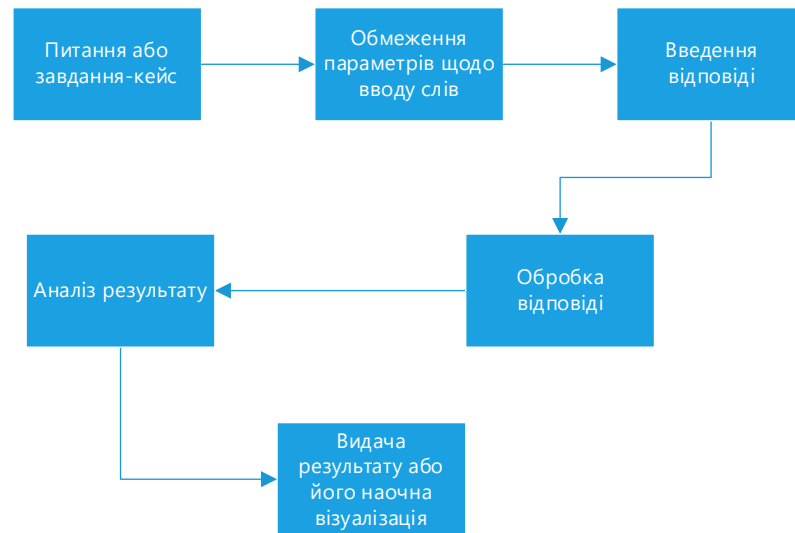 Питання або
завдання-кейс
Обмеження
параметрів щодо
вводу слів
Введення
відповіді
Обробка
відповіді
Аналіз результату
Видача
результату або
його наочна
візуалізація